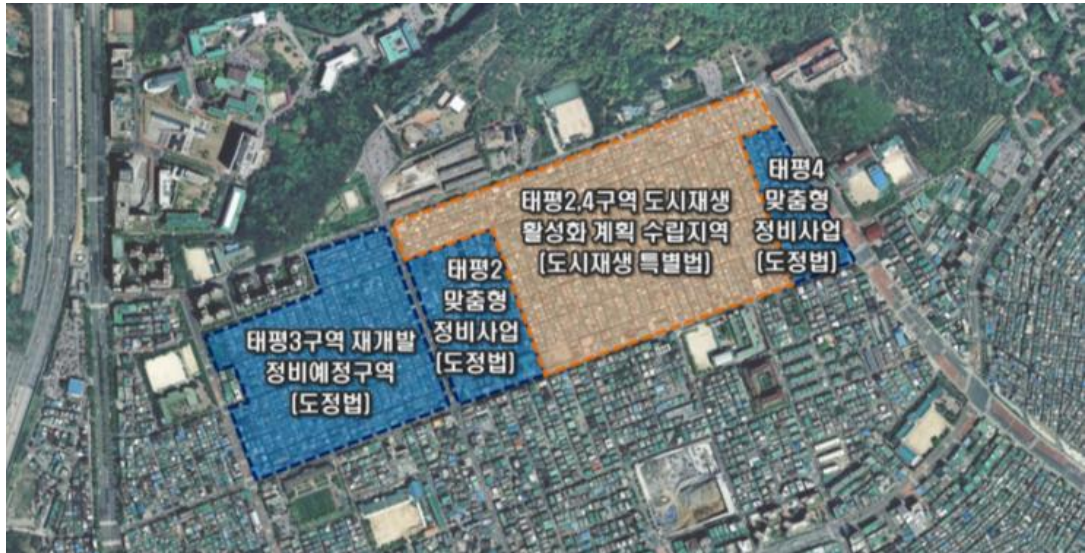 태평4
맞춤형
정비사업
(도정법)
태평2,4구역 도시재생
활성화 계획 수립지역
(도시재생 특별법)
태평2
맞춤형
정비사업
(도정법)
태평3구역 재개발
정비예정구역
(도정법)